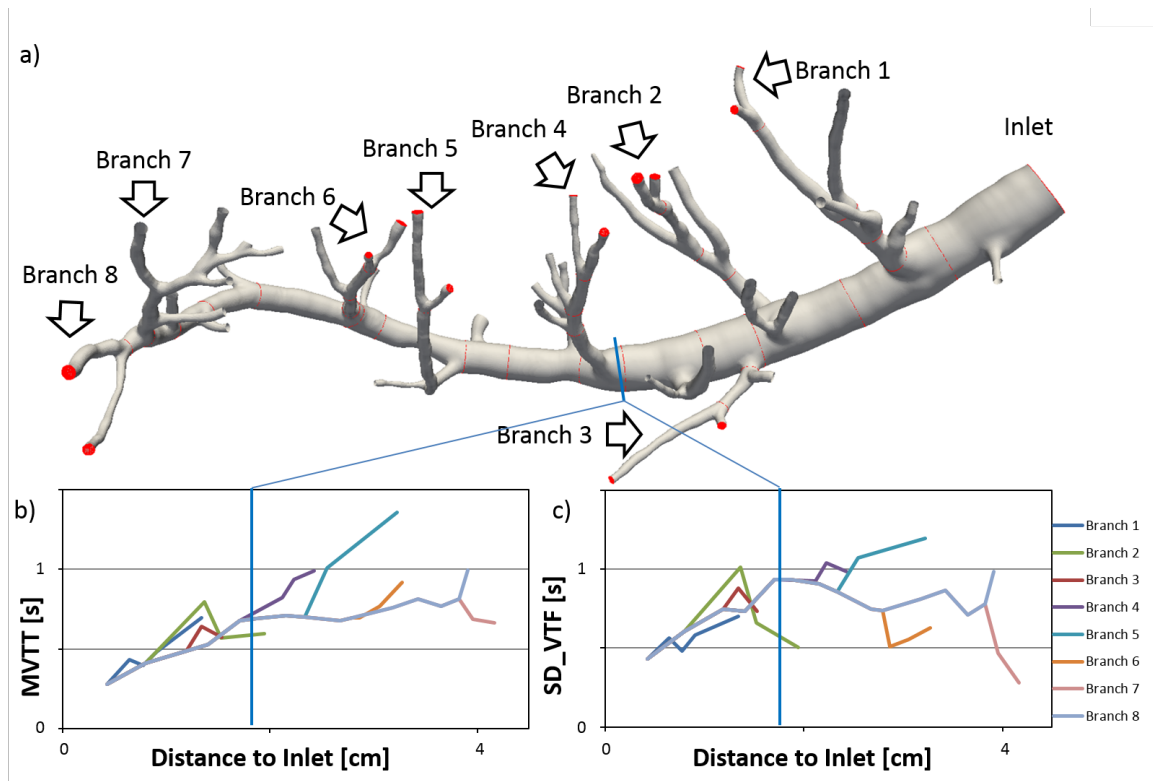 a)
Branch 1
Branch 2
Inlet
Branch 4
Branch 5
Branch 7
Branch 6
Branch 8
Branch 3
b)
MVTT [s]
1
0
0
4
Distance to Inlet [cm]
c)
SD_VTF [s]
1
0
0
4
Distance to Inlet [cm]
Branch 1
Branch 2
Branch 3
Branch 4
Branch 5
Branch 6
Branch 7
Branch 8